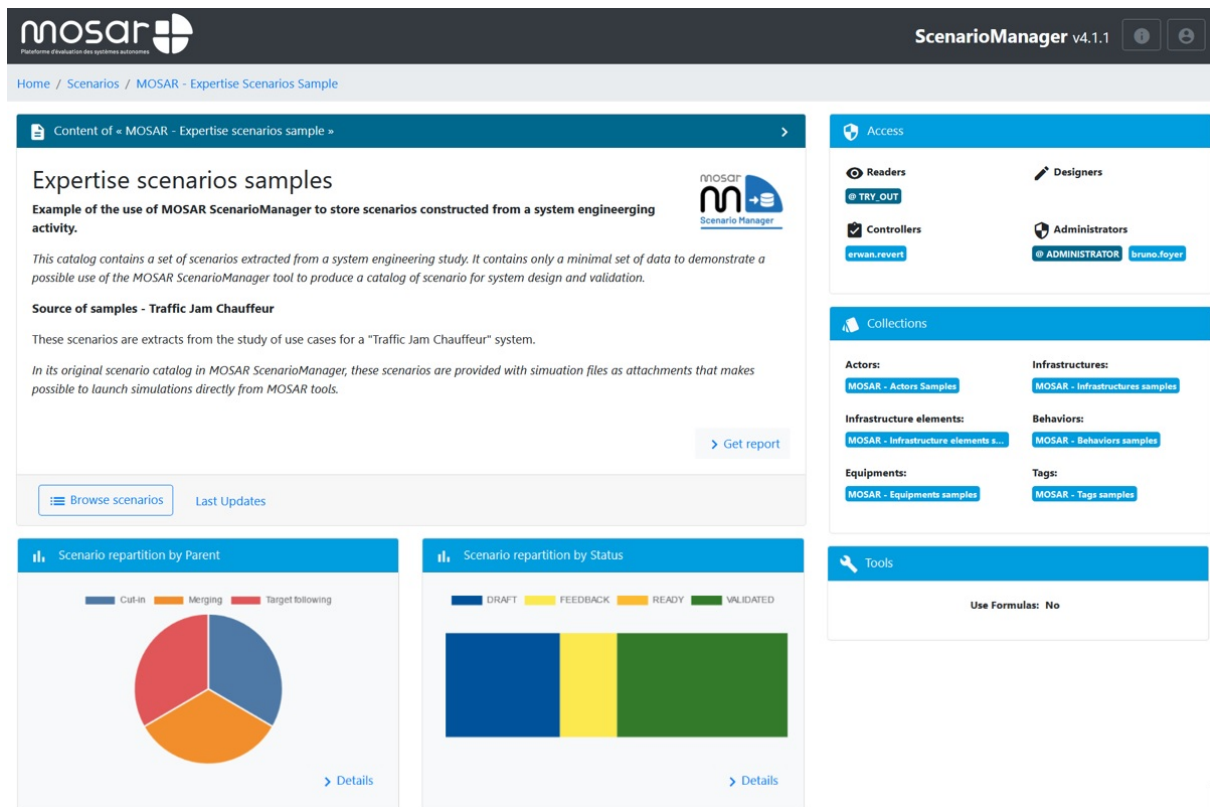 mosar
Plateforme d'évaluation des systèmes autonomes
ScenarioManager v4.1.1
Home / Scenarios / MOSAR - Expertise Scenarios Sample
Content of « MOSAR - Expertise scenarios sample »
Expertise scenarios samples
Example of the use of MOSAR ScenarioManager to store scenarios constructed from a system engineerging
activity.
mosar
Scenario Manager
This catalog contains a set of scenarios extracted from a system engineering study. It contains only a minimal set of data to demonstrate a
possible use of the MOSAR ScenarioManager tool to produce a catalog of scenario for system design and validation.
Source of samples - Traffic Jam Chauffeur
These scenarios are extracts from the study of use cases for a "Traffic Jam Chauffeur" system.
In its original scenario catalog in MOSAR ScenarioManager, these scenarios are provided with simuation files as attachments that makes
possible to launch simulations directly from MOSAR tools.
Get report
Browse scenarios Last Updates
Scenario repartition by Parent
Cut-in Merging Target following
Details
Scenario repartition by Status
DRAFT FEEDBACK READY VALIDATED
Details
Access
Readers
@ TRY_OUT
Designers
Controllers
erwan.revert
Administrators
@ ADMINISTRATOR bruno.foyer
Collections
Actors:
MOSAR - Actors Samples
Infrastructures:
MOSAR - Infrastructures samples
Infrastructure elements:
MOSAR - Infrastructure elements s...
Behaviors:
MOSAR - Behaviors samples
Equipments:
MOSAR - Equipments samples
Tags:
MOSAR - Tags samples
Tools
Use Formulas: No